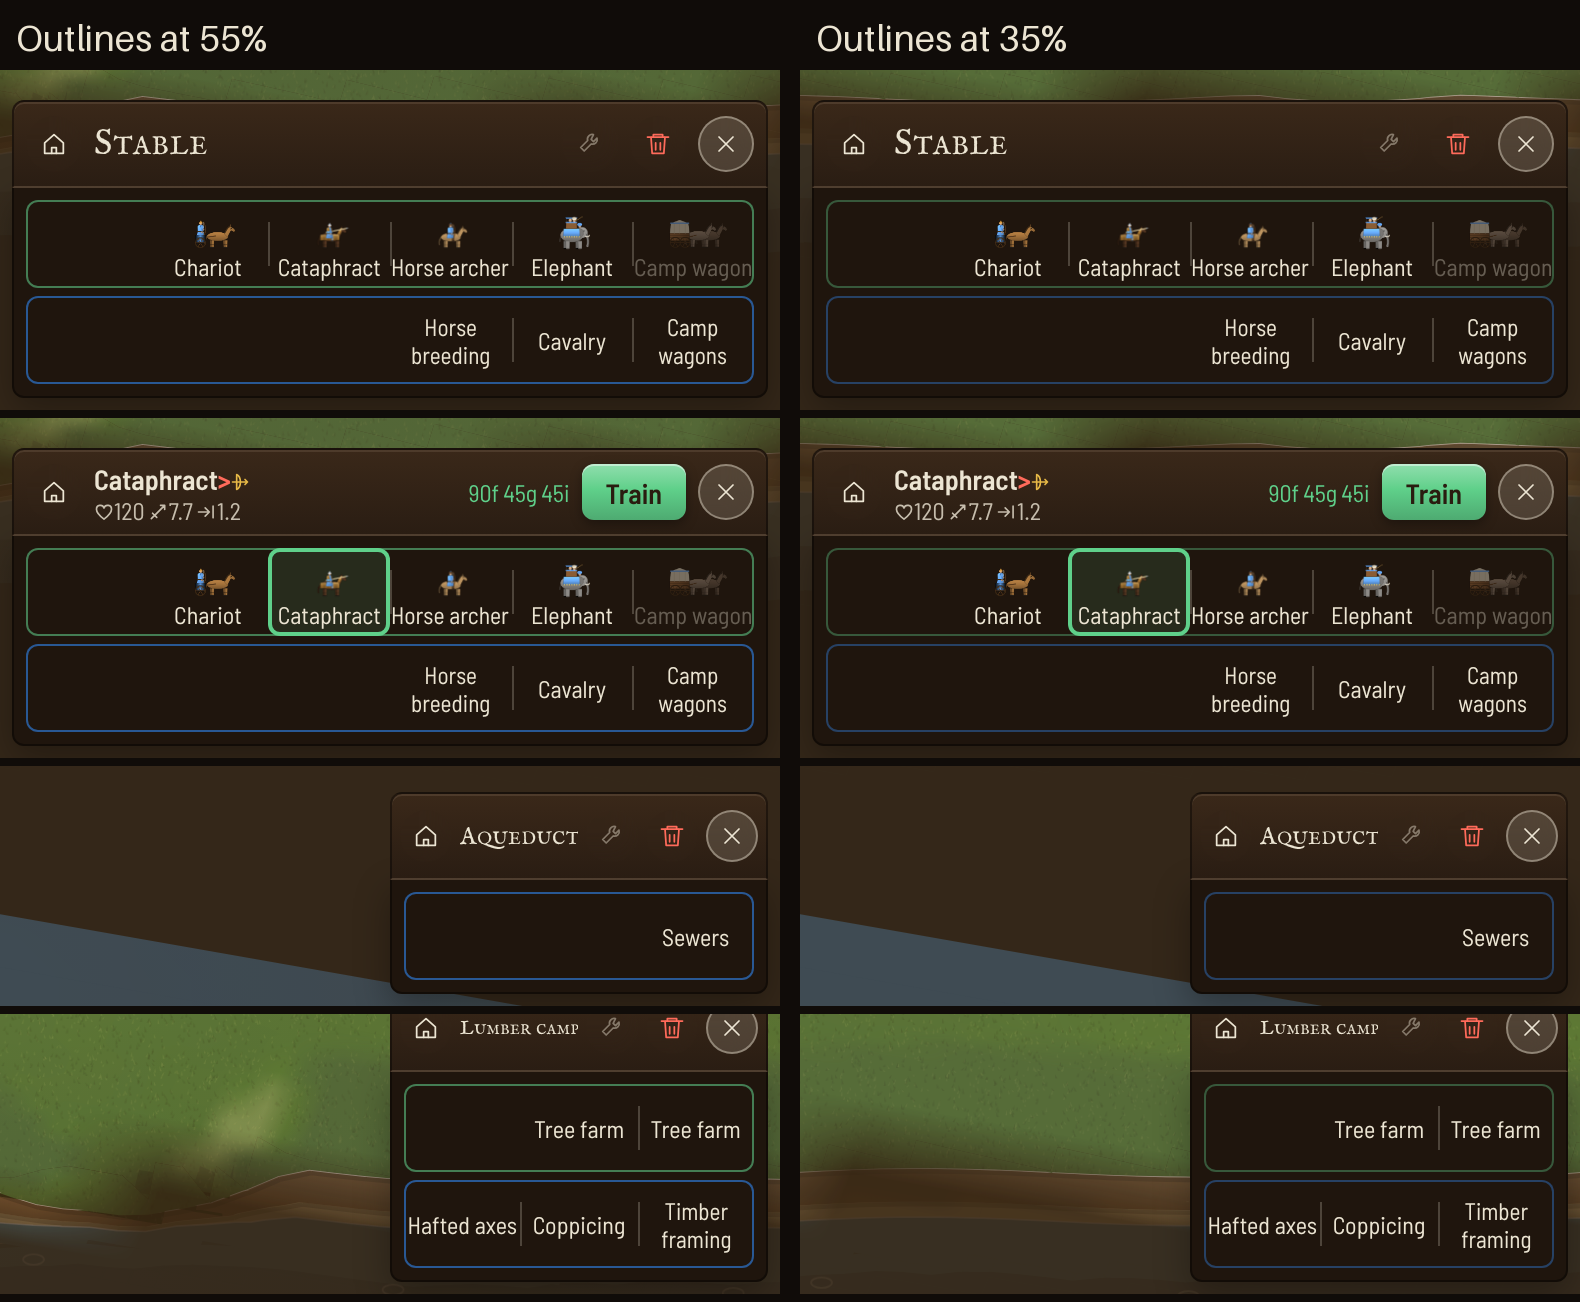 Outlines at 55%
Stable
Chariot Cataphract Horse archer Elephant Camp wagon
Horse breeding Cavalry Camp wagons
Cataphract> 90f 45g 45i Train
120 7.7 1.2
Chariot Cataphract Horse archer Elephant Camp wagon
Horse breeding Cavalry Camp wagons
Aqueduct
Sewers
Lumber camp
Tree farm Tree farm
Hafted axes Coppicing Timber framing
Outlines at 35%
Stable
Chariot Cataphract Horse archer Elephant Camp wagon
Horse breeding Cavalry Camp wagons
Cataphract> 90f 45g 45i Train
120 7.7 1.2
Chariot Cataphract Horse archer Elephant Camp wagon
Horse breeding Cavalry Camp wagons
Aqueduct
Sewers
Lumber camp
Tree farm Tree farm
Hafted axes Coppicing Timber framing